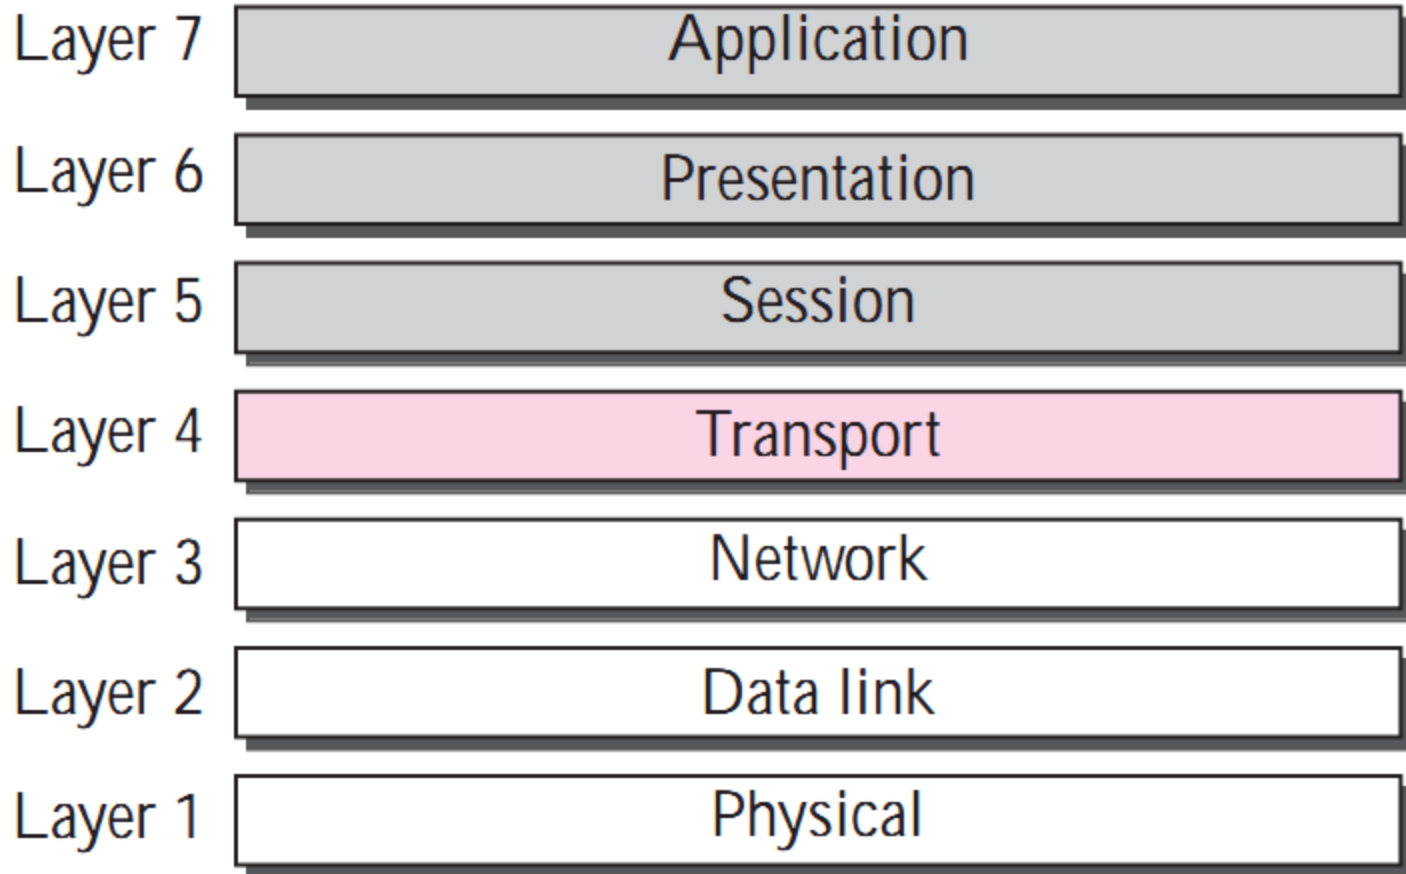 Layer 7 Application
Layer 6 Presentation
Layer 5 Session
Layer 4 Transport
Layer 3 Network
Layer 2 Data link
Layer 1 Physical